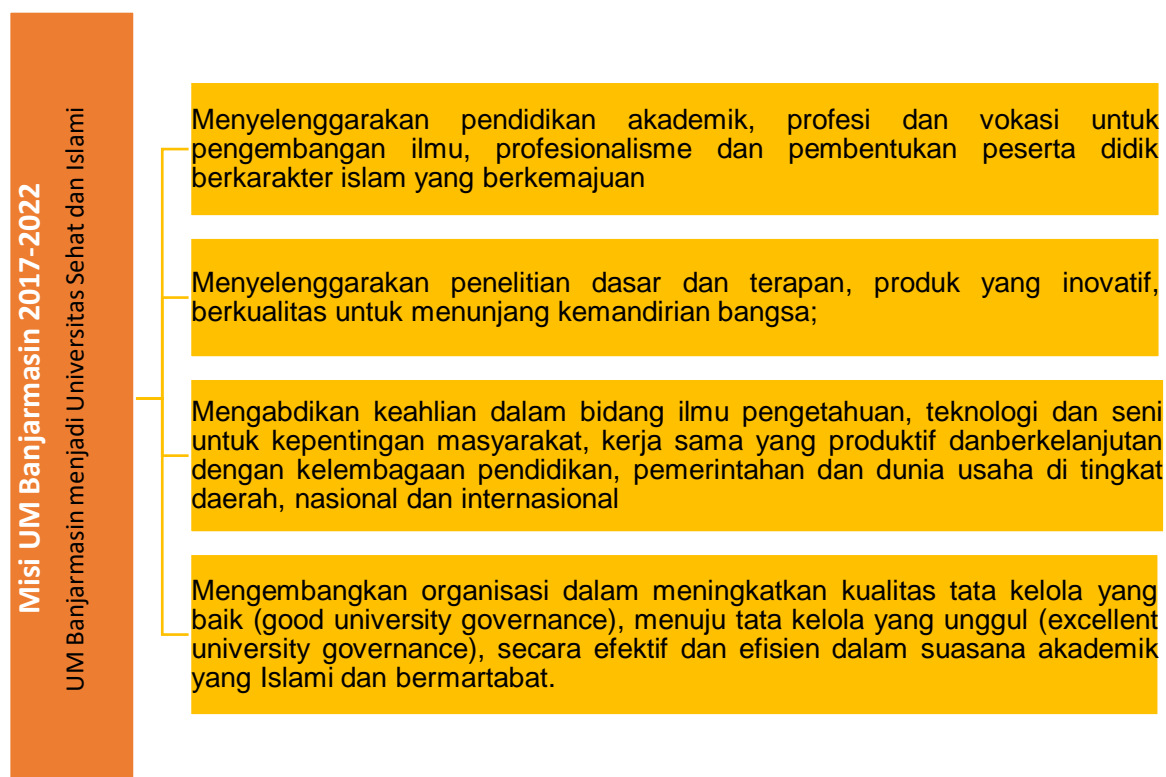 Misi UM Banjarmasin 2017-2022
UM Banjarmasin menjadi Universitas Sehat dan Islami
Menyelenggarakan pendidikan akademik, profesi dan vokasi untuk
pengembangan ilmu, profesionalisme dan pembentukan peserta didik
berkarakter islam yang berkemajuan
Menyelenggarakan penelitian dasar dan terapan, produk yang inovatif,
berkualitas untuk menunjang kemandirian bangsa;
Mengabdikan keahlian dalam bidang ilmu pengetahuan, teknologi dan seni
untuk kepentingan masyarakat, kerja sama yang produktif danberkelanjutan
dengan kelembagaan pendidikan, pemerintahan dan dunia usaha di tingkat
daerah, nasional dan internasional
Mengembangkan organisasi dalam meningkatkan kualitas tata kelola yang
baik (good university governance), menuju tata kelola yang unggul (excellent
university governance), secara efektif dan efisien dalam suasana akademik
yang Islami dan bermartabat.